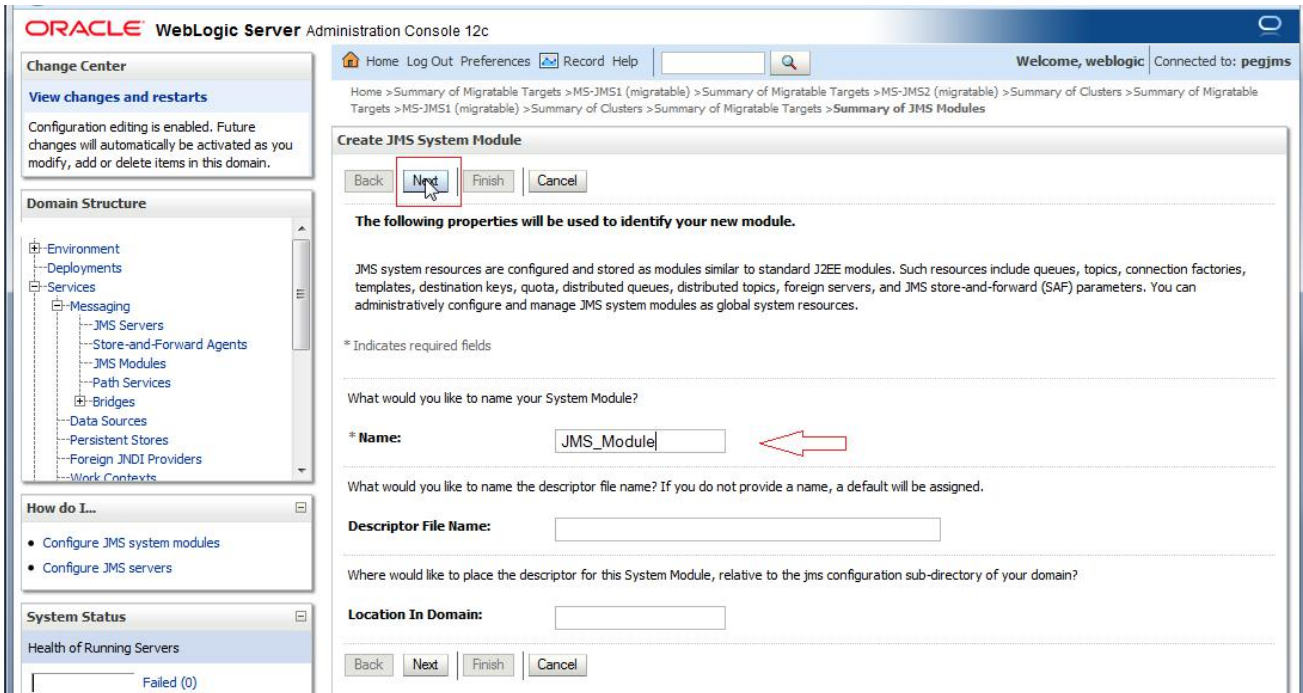 ORACLE WebLogic Server Administration Console 12c
Change Center
View changes and restarts
Configuration editing is enabled. Future
changes will automatically be activated as you
modify, add or delete items in this domain.
Domain Structure
Environment
Deployments
Services
Messaging
JMS Servers
Store-and-Forward Agents
JMS Modules
Path Services
Bridges
Data Sources
Persistent Stores
Foreign JNDI Providers
Work Contexts
How do I...
Configure JMS system modules
Configure JMS servers
System Status
Health of Running Servers
Failed (0)
Home Log Out Preferences Record Help
Welcome, weblogic Connected to: pegjms
Home >Summary of Migratable Targets >MS-JMS1 (migratable) >Summary of Migratable Targets >MS-JMS2 (migratable) >Summary of Clusters >Summary of Migratable
Targets >MS-JMS1 (migratable) >Summary of Clusters >Summary of Migratable Targets >Summary of JMS Modules
Create JMS System Module
Back Next Finish Cancel
The following properties will be used to identify your new module.
JMS system resources are configured and stored as modules similar to standard J2EE modules. Such resources include queues, topics, connection factories,
templates, destination keys, quota, distributed queues, distributed topics, foreign servers, and JMS store-and-forward (SAF) parameters. You can
administratively configure and manage JMS system modules as global system resources.
* Indicates required fields
What would you like to name your System Module?
* Name: JMS_Module
What would you like to name the descriptor file name? If you do not provide a name, a default will be assigned.
Descriptor File Name:
Where would like to place the descriptor for this System Module, relative to the jms configuration sub-directory of your domain?
Location In Domain:
Back Next Finish Cancel